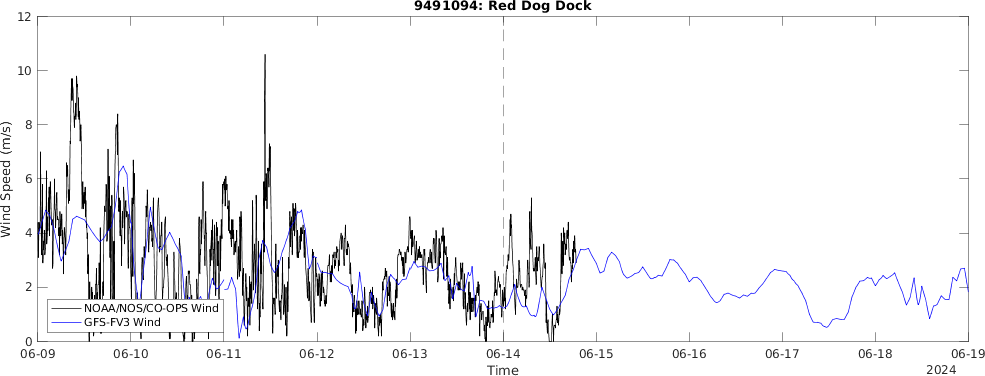 9491094: Red Dog Dock
12
10
8
6
4
2
0
Wind Speed (m/s)
NOAA/NOS/CO-OPS Wind
GFS-FV3 Wind
06-09 06-10 06-11 06-12 06-13 06-14 06-15 06-16 06-17 06-18 06-19
Time
2024